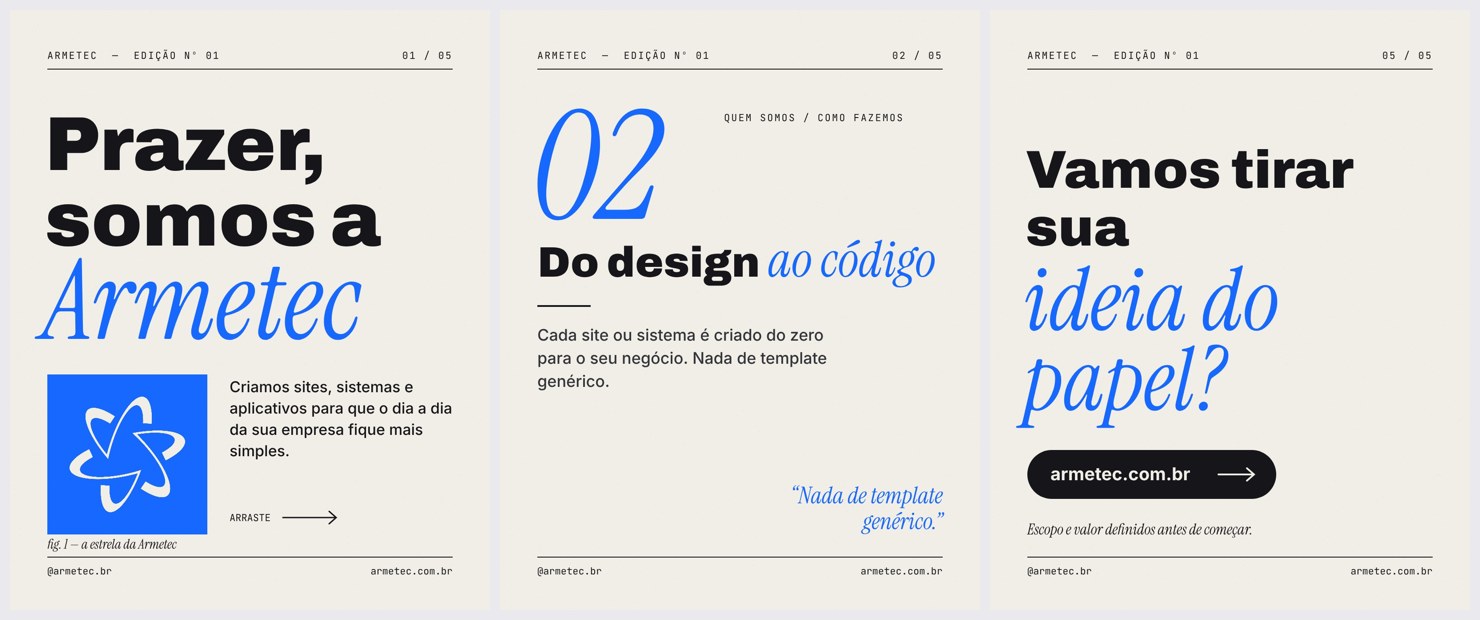 ARMETEC — EDIÇÃO N° 01
01 / 05
Prazer,
somos a
Armetec
Criamos sites, sistemas e
aplicativos para que o dia a dia
da sua empresa fique mais
simples.
ARRASTE
fig. 1 — a estrela da Armetec
@armetec.br
armetec.com.br
ARMETEC — EDIÇÃO N° 01
02 / 05
02
QUEM SOMOS / COMO FAZEMOS
Do design ao código
Cada site ou sistema é criado do zero
para o seu negócio. Nada de template
genérico.
“Nada de template
genérico.”
@armetec.br
armetec.com.br
ARMETEC — EDIÇÃO N° 01
05 / 05
Vamos tirar
sua
ideia do
papel?
armetec.com.br
Escopo e valor definidos antes de começar.
@armetec.br
armetec.com.br